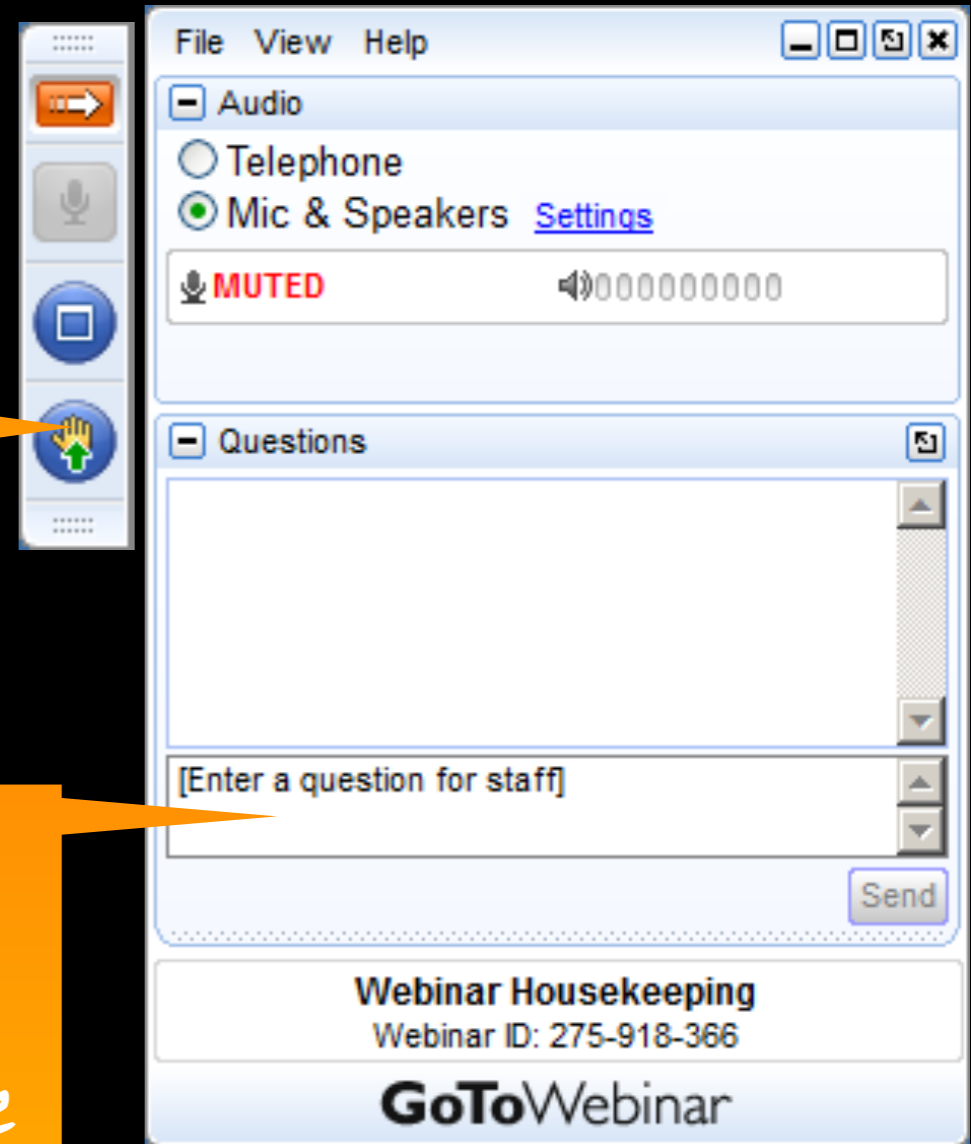 File View Help
Audio
Telephone
Mic & Speakers Settings
MUTED
Questions
[Enter a question for staff]
Send
Webinar Housekeeping
Webinar ID: 275-918-366
GoToWebinar